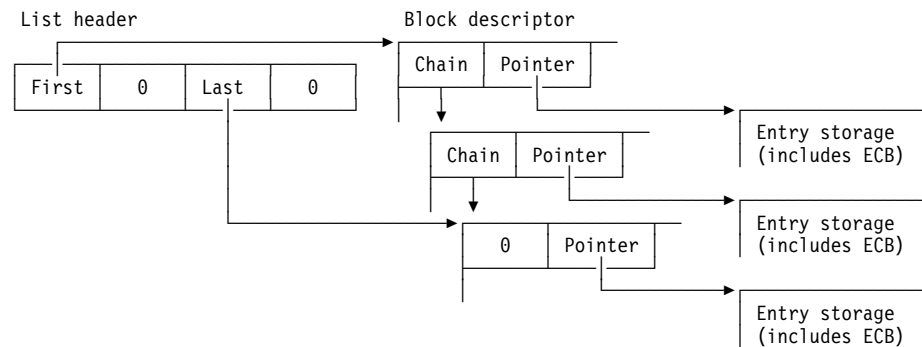 List header
Block descriptor
Chain Pointer
First 0 Last 0
Entry storage
(includes ECB)
Chain Pointer
Entry storage
(includes ECB)
0 Pointer
Entry storage
(includes ECB)